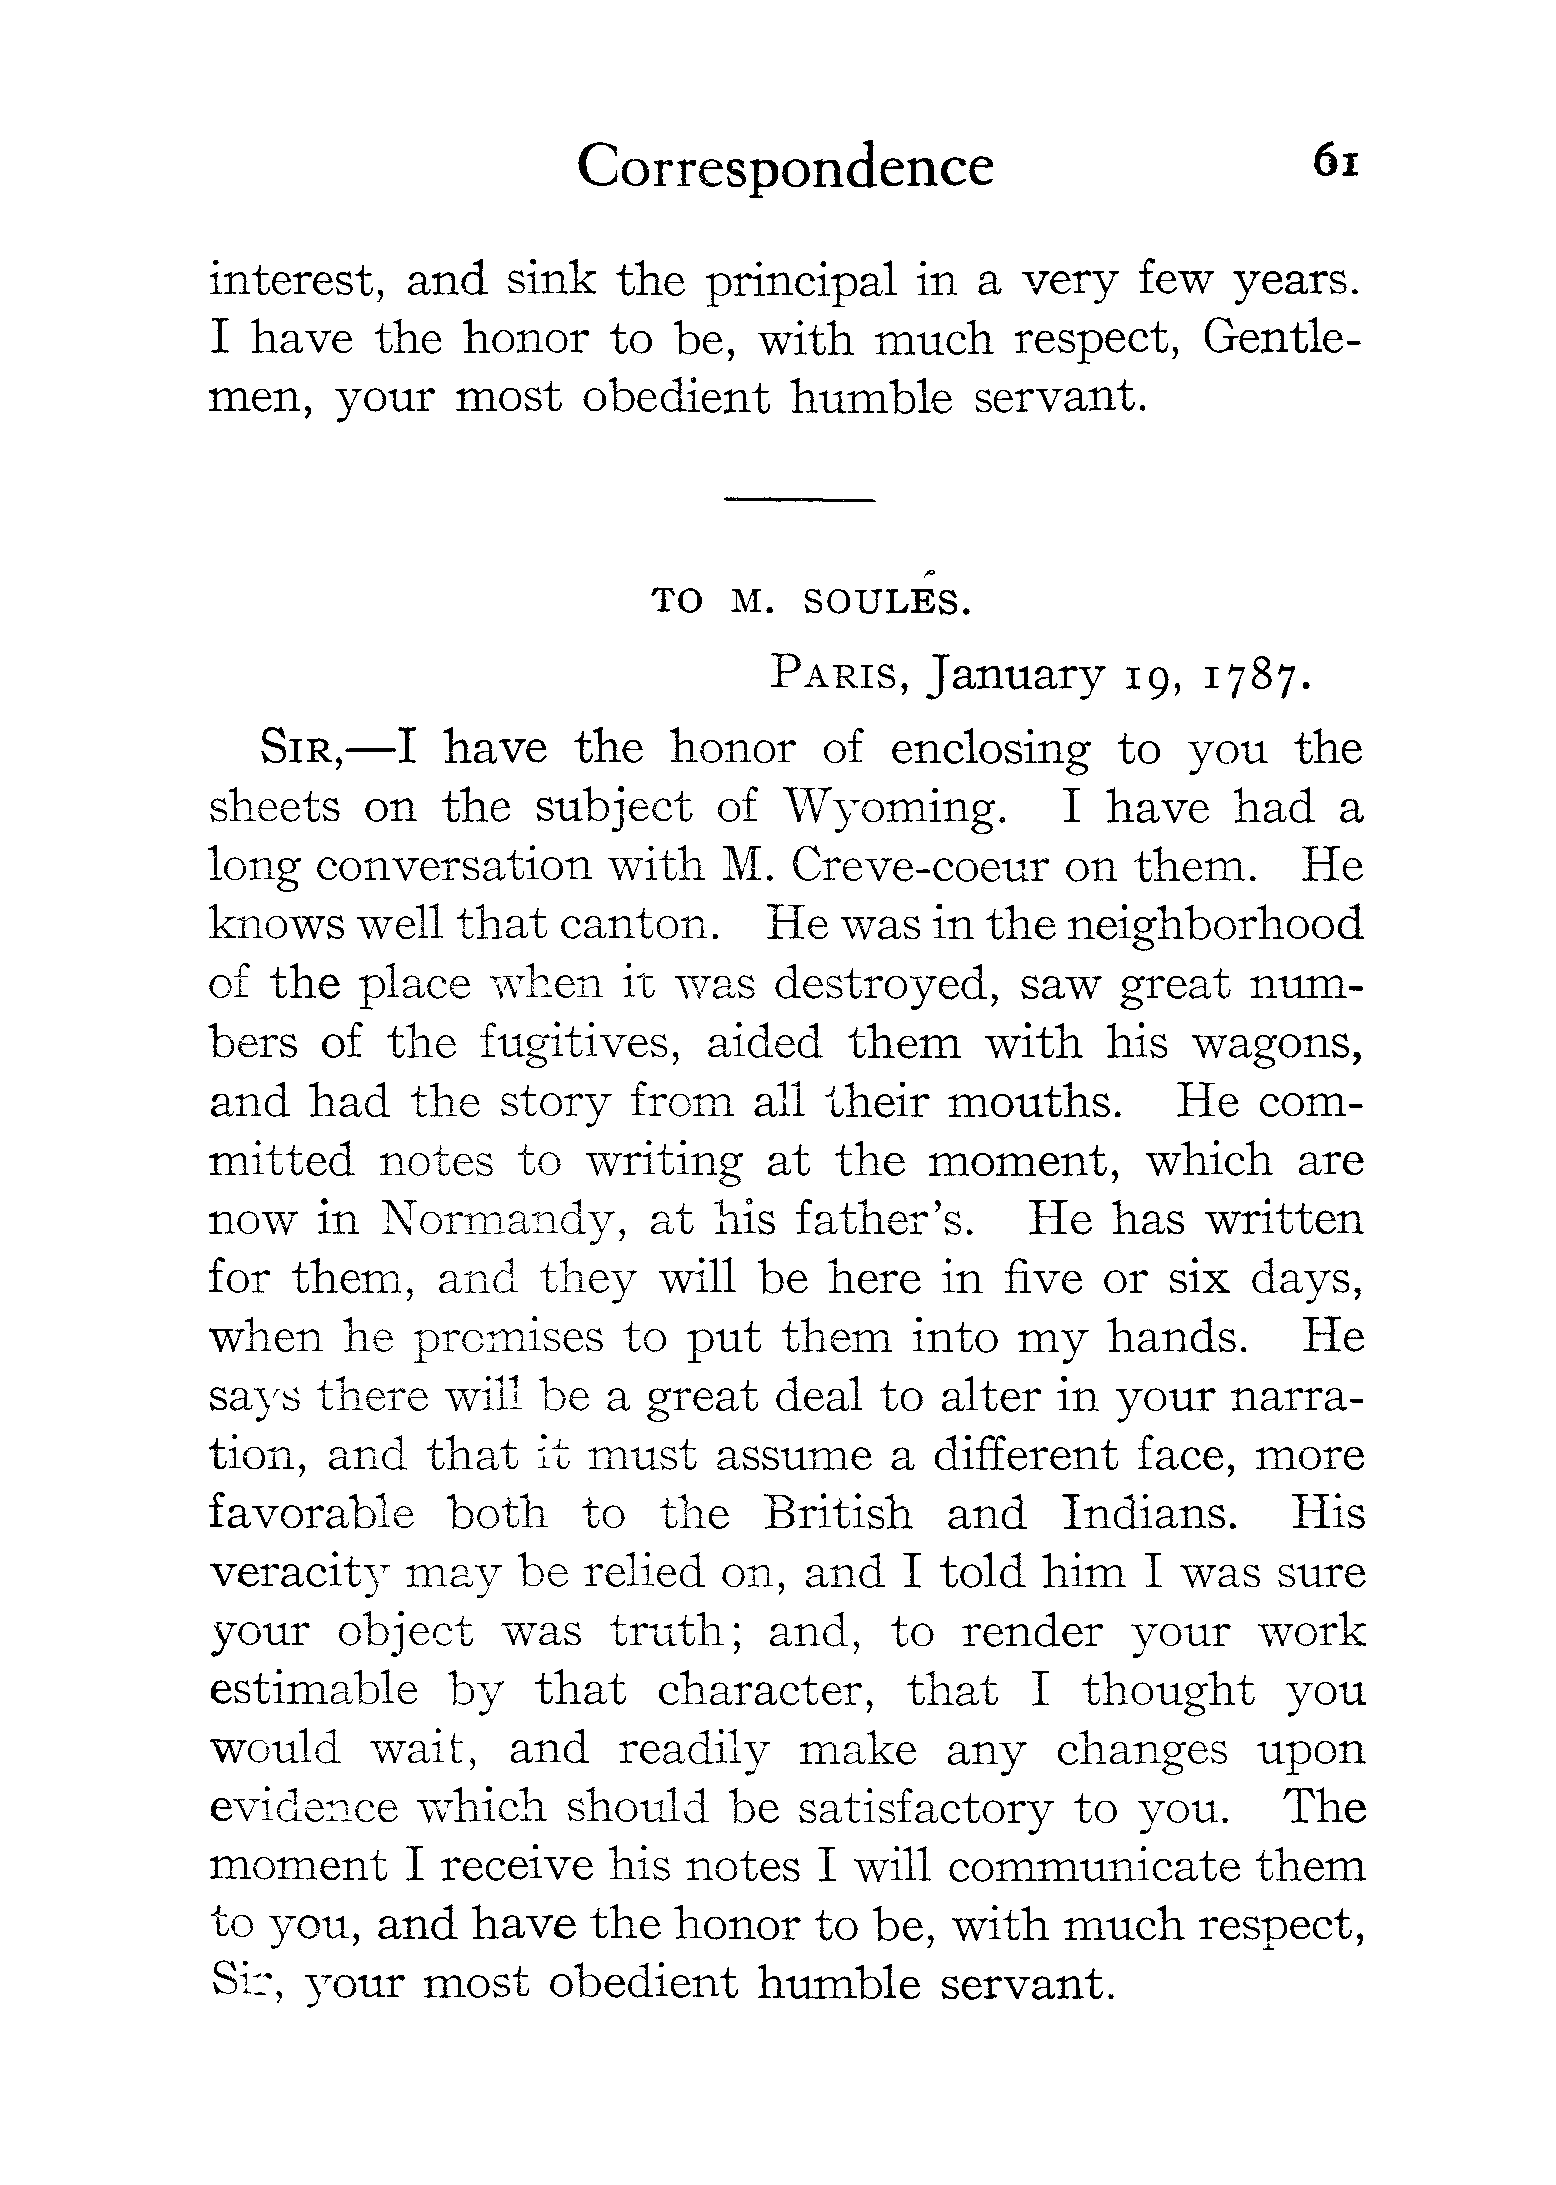 Correspondence 61
interest, and sink the principal in a very few years.
I have the honor to be, with much respect, Gentle-
men, your most obedient humble servant.
TO M. SOULÉS.
PARIS, January 19, 1787.
SIR,—I have the honor of enclosing to you the
sheets on the subject of Wyoming. I have had a
long conversation with M. Creve-coeur on them. He
knows well that canton. He was in the neighborhood
of the place when it was destroyed, saw great num-
bers of the fugitives, aided them with his wagons,
and had the story from all their mouths. He com-
mitted notes to writing at the moment, which are
now in Normandy, at his father's. He has written
for them, and they will be here in five or six days,
when he promises to put them into my hands. He
says there will be a great deal to alter in your narra-
tion, and that it must assume a different face, more
favorable both to the British and Indians. His
veracity may be relied on, and I told him I was sure
your object was truth; and, to render your work
estimable by that character, that I thought you
would wait, and readily make any changes upon
evidence which should be satisfactory to you. The
moment I receive his notes I will communicate them
to you, and have the honor to be, with much respect,
Sir, your most obedient humble servant.